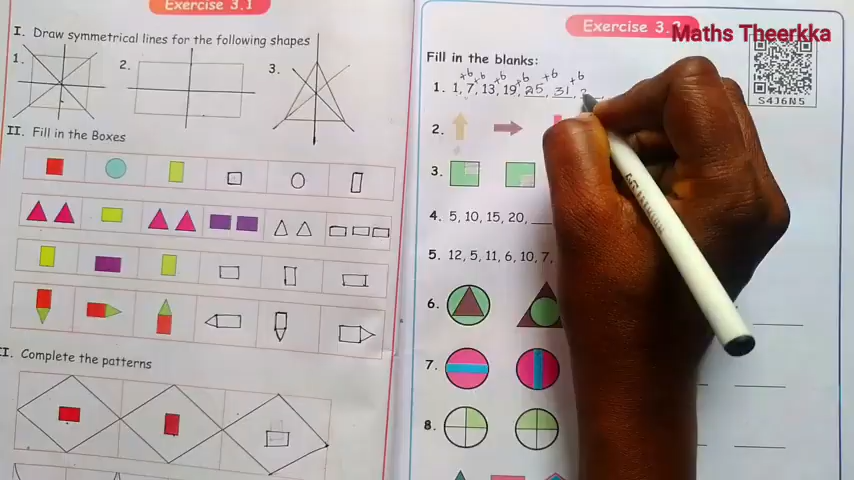 Exercise 3.1
I. Draw symmetrical lines for the following shapes
1.
2.
3.
II. Fill in the Boxes
II. Complete the patterns
Maths Theerkka
Exercise 3.
S4J6N5
Fill in the blanks:
+6 +6 +6 +6 +6 +6
1. 1, 7, 13, 19, 25, 31, 3
2.
3.
4. 5, 10, 15, 20,
5. 12, 5, 11, 6, 10, 7,
6.
7.
8.